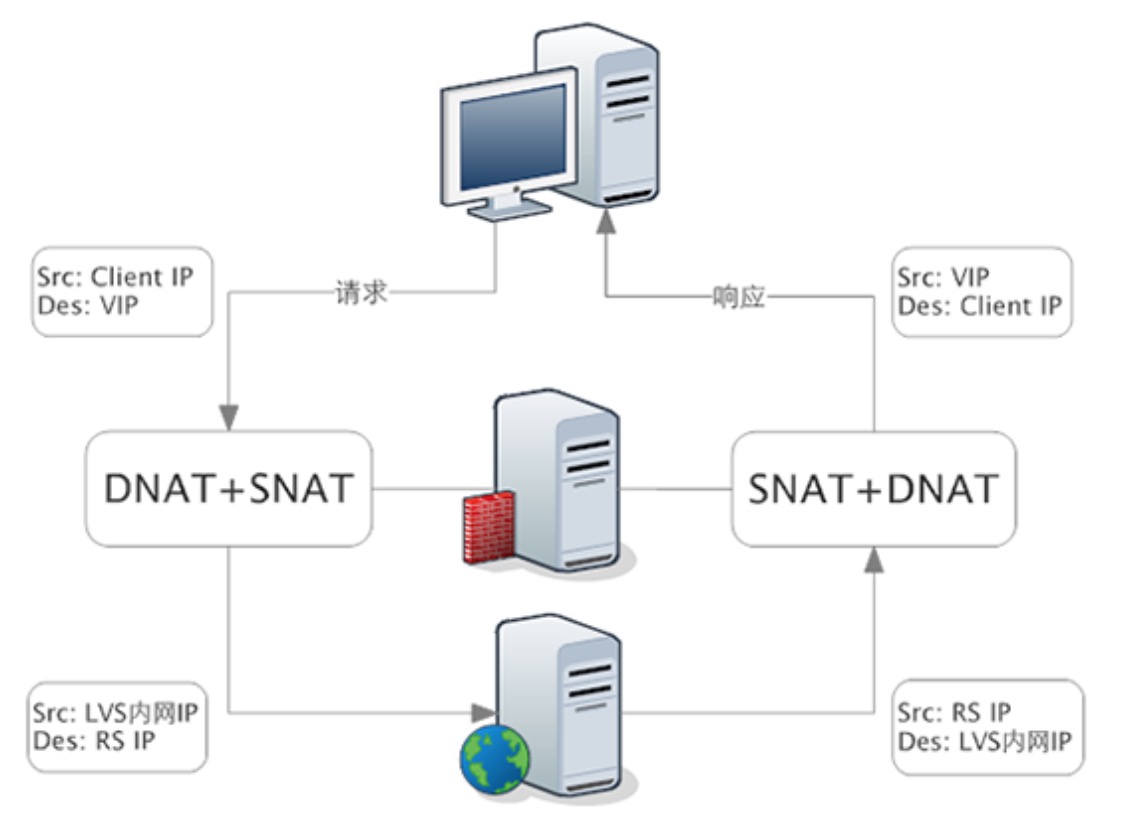 Src: Client IP
Des: VIP
请求
响应
Src: VIP
Des: Client IP
DNAT+SNAT
SNAT+DNAT
Src: LVS内网IP
Des: RS IP
Src: RS IP
Des: LVS内网IP